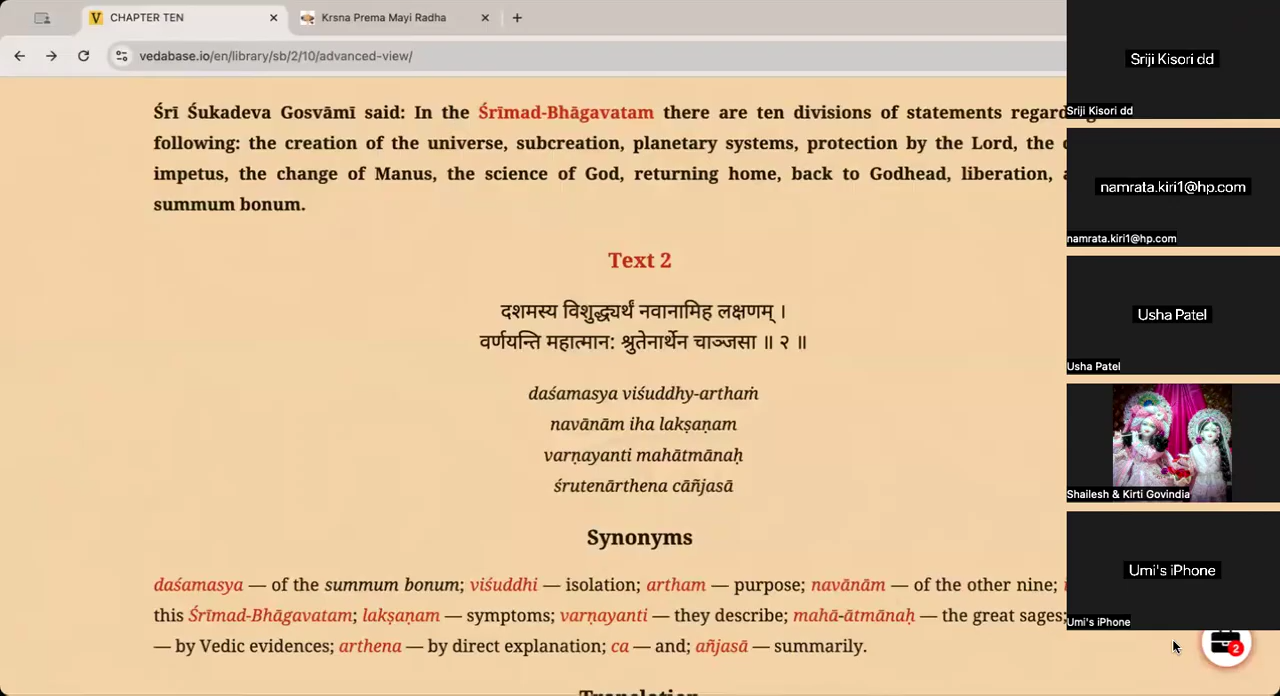 CHAPTER TEN
Krsna Prema Mayi Radha
vedabase.io/en/library/sb/2/10/advanced-view/
Śrī Śukadeva Gosvāmī said: In the Śrīmad-Bhāgavatam there are ten divisions of statements
following: the creation of the universe, subcreation, planetary systems, protection by the Lord, the
impetus, the change of Manus, the science of God, returning home, back to Godhead, liberation,
summum bonum.
Text 2
दशमस्य विशुद्ध्यर्थं नवानामिह लक्षणम् ।
वर्णयन्ति महात्मान: श्रुतेनार्थेन चाञ्जसा ॥ २ ॥
daśamasya viśuddhy-arthaṁ
navānām iha lakṣaṇam
varṇayanti mahātmānaḥ
śrutenārthena cāñjasā
Synonyms
daśamasya — of the summum bonum; viśuddhi — isolation; artham — purpose; navānām — of the other nine;
this Śrīmad-Bhāgavatam; lakṣaṇam — symptoms; varṇayanti — they describe; mahā-ātmānaḥ — the great sages;
— by Vedic evidences; arthena — by direct explanation; ca — and; añjasā — summarily.
Translation
Sriji Kisori dd
Sriji Kisori dd
namrata.kiri1@hp.com
namrata.kiri1@hp.com
Usha Patel
Usha Patel
Shailesh & Kirti Govindia
Umi's iPhone
Umi's iPhone
2